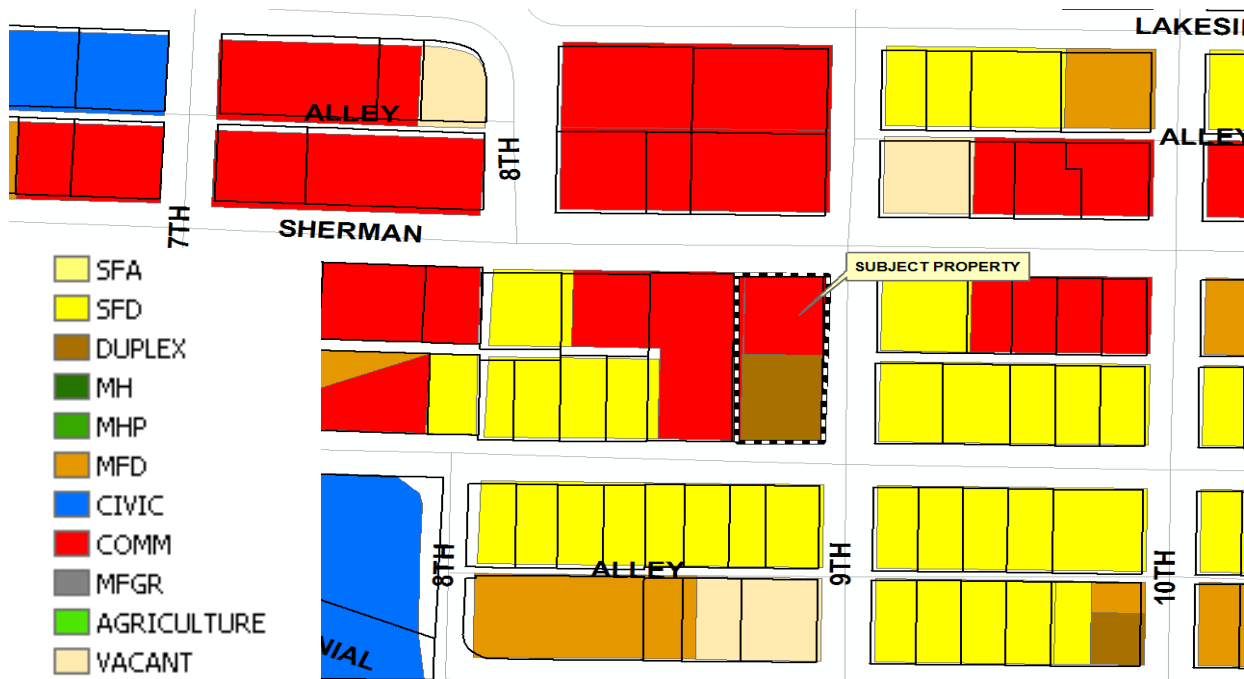 LAKESI
ALLEY
ALLEY
8TH
7TH
SHERMAN
SUBJECT PROPERTY
SFA
SFD
DUPLEX
MH
MHP
MFD
CIVIC
COMM
MFGR
AGRICULTURE
VACANT
8TH
ALLEY
9TH
10TH
NIAL